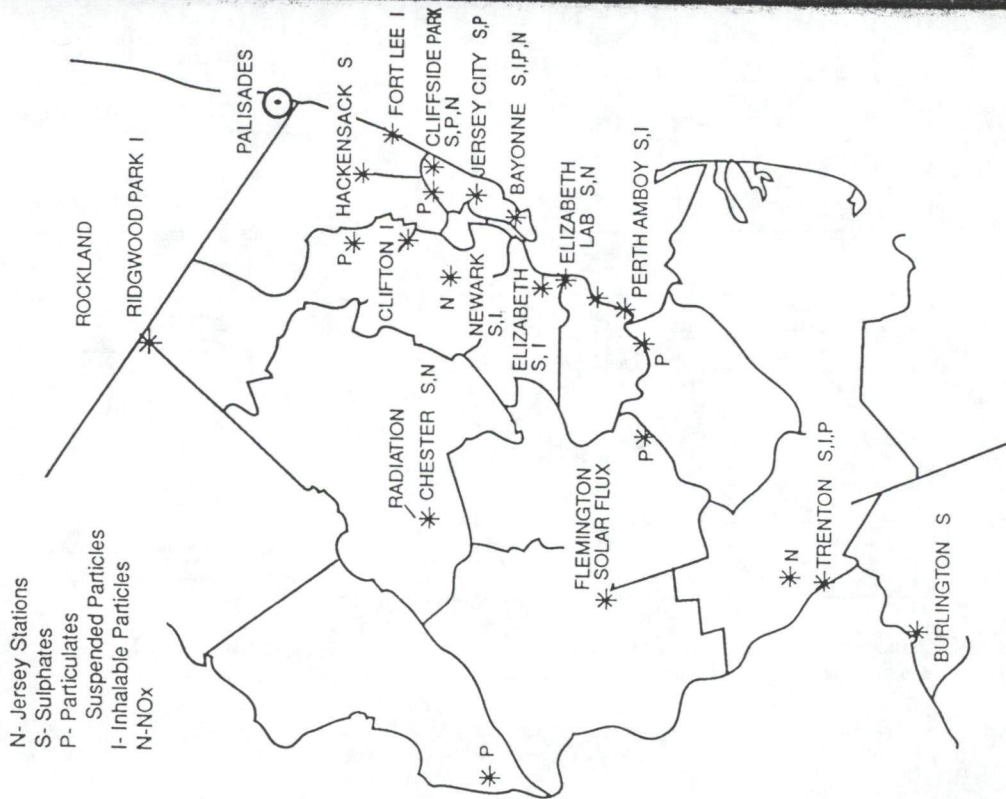 N- Jersey Stations
S- Sulphates
P- Particulates
Suspended Particles
I- Inhalable Particles
N-NOx
ROCKLAND
RIDGWOOD PARK I
PALISADES
P
HACKENSACK S
FORT LEE I
CLIFTON I
P
CLIFFSIDE PARK
S,P,N
JERSEY CITY S,P
N
NEWARK
S,I.
BAYONNE S,I,P,N
RADIATION
CHESTER S,N
ELIZABETH
S, I
ELIZABETH
LAB S,N
PERTH AMBOY S,I
P
P
P
FLEMINGTON
SOLAR FLUX
N
TRENTON S,I,P
BURLINGTON S